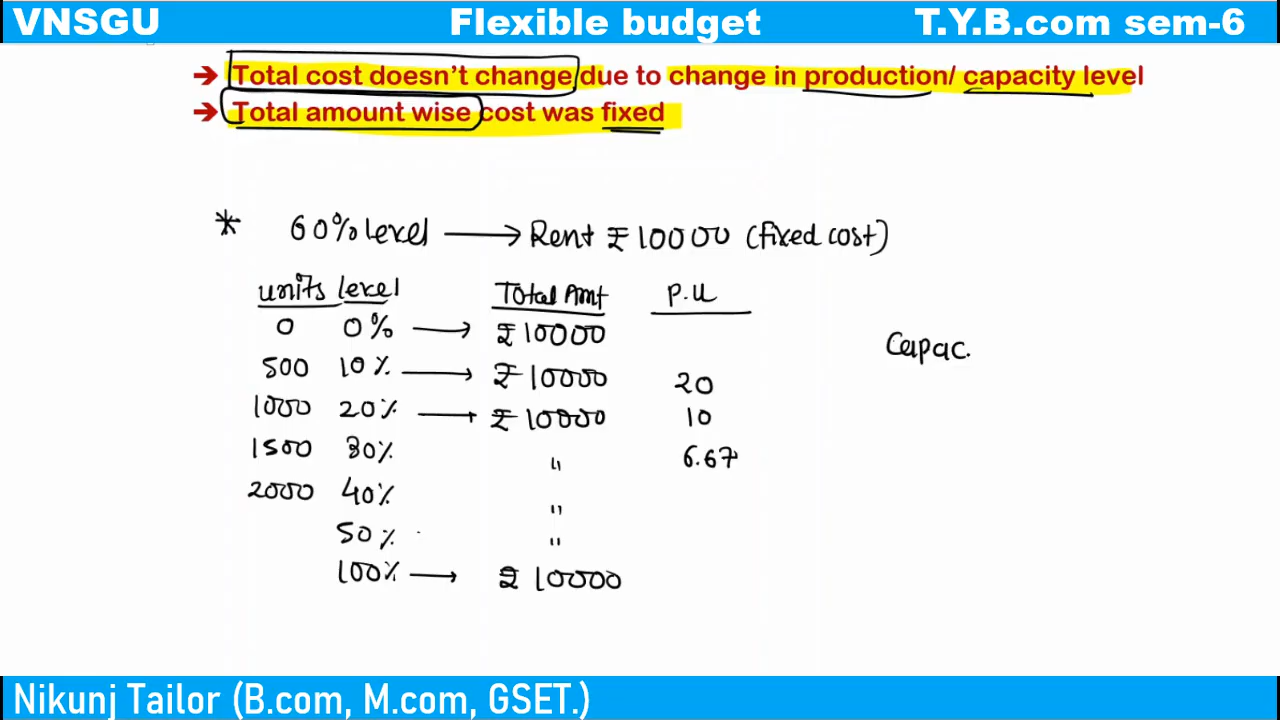 VNSGU Flexible budget T.Y.B.com sem-6
➔ Total cost doesn't change due to change in production/ capacity level
➔ Total amount wise cost was fixed
* 60% level → Rent ₹10000 (fixed cost)
units level Total Amt P.U
0 0% → ₹10000
Capac.
500 10% → ₹10000 20
1000 20% → ₹10000 10
1500 30% " 6.67
2000 40% "
50% "
100% → ₹10000
Nikunj Tailor (B.com, M.com, GSET.)